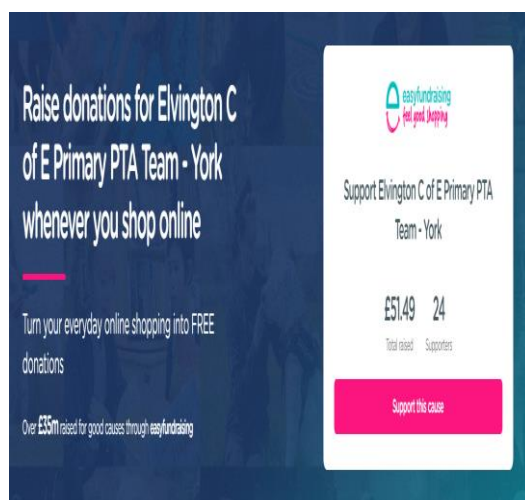 Raise donations for Elvington C
of E Primary PTA Team - York
whenever you shop online
Turn your everyday online shopping into FREE
donations
Over £35m raised for good causes through easyfundraising
easyfundraising
feel good shopping
Support Elvington C of E Primary PTA
Team - York
£51.49 24
Total raised Supporters
Support this cause